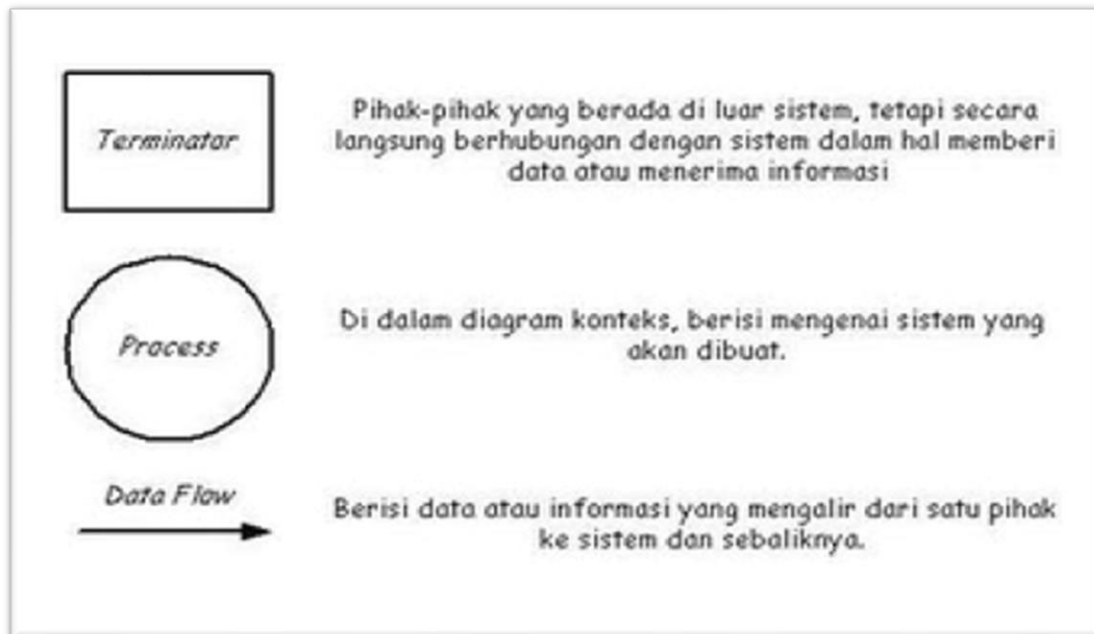 Terminator
Pihak-pihak yang berada di luar sistem, tetapi secara
langsung berhubungan dengan sistem dalam hal memberi
data atau menerima informasi
Process
Di dalam diagram konteks, berisi mengenai sistem yang
akan dibuat.
Data Flow
Berisi data atau informasi yang mengalir dari satu pihak
ke sistem dan sebaliknya.